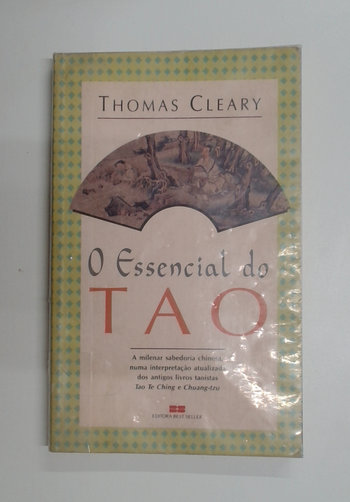 THOMAS CLEARY
O Essencial do
TAO
A milenar sabedoria chinesa,
numa interpretação atualizada
dos antigos livros taoistas
Tao Te Ching e Chuang-tzu
EDITORA BEST SELLER